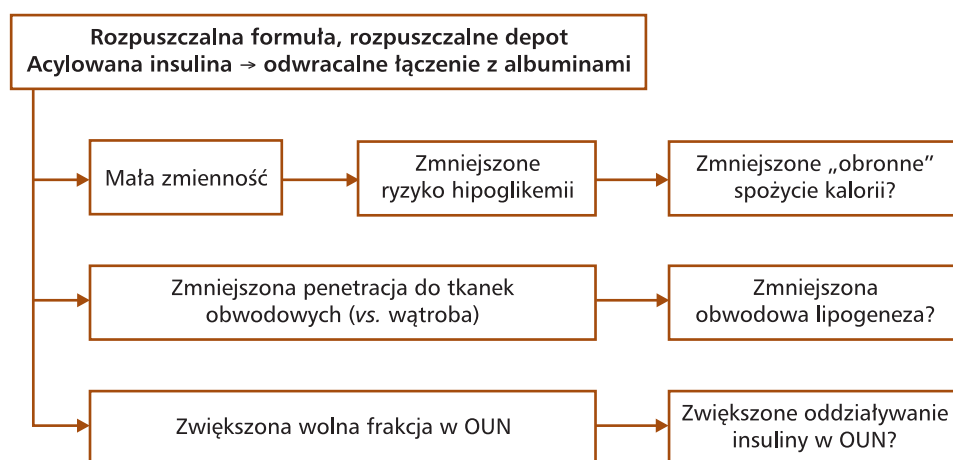 Rozpuszczalna formuła, rozpuszczalne depot
Acylowana insulina → odwracalne łączenie z albuminami
Mała zmienność
Zmniejszone
ryzyko hipoglikemii
Zmniejszone „obronne”
spożycie kalorii?
Zmniejszona penetracja do tkanek
obwodowych (vs. wątroba)
Zmniejszona
obwodowa lipogeneza?
Zwiększona wolna frakcja w OUN
Zwiększone oddziaływanie
insuliny w OUN?